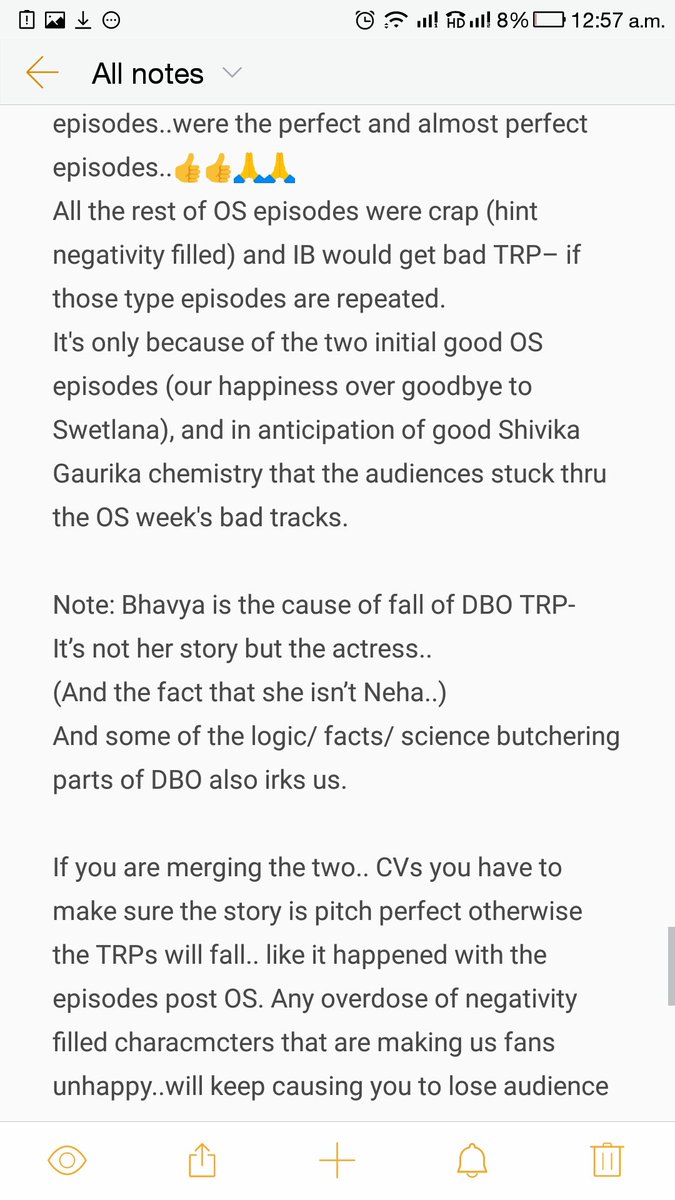 HD 8% 12:57 a.m.
All notes
episodes..were the perfect and almost perfect
episodes..👍👍🙏🙏
All the rest of OS episodes were crap (hint
negativity filled) and IB would get bad TRP– if
those type episodes are repeated.
It's only because of the two initial good OS
episodes (our happiness over goodbye to
Swetlana), and in anticipation of good Shivika
Gaurika chemistry that the audiences stuck thru
the OS week's bad tracks.
Note: Bhavya is the cause of fall of DBO TRP-
It’s not her story but the actress..
(And the fact that she isn’t Neha..)
And some of the logic/ facts/ science butchering
parts of DBO also irks us.
If you are merging the two.. CVs you have to
make sure the story is pitch perfect otherwise
the TRPs will fall.. like it happened with the
episodes post OS. Any overdose of negativity
filled characmcters that are making us fans
unhappy..will keep causing you to lose audience